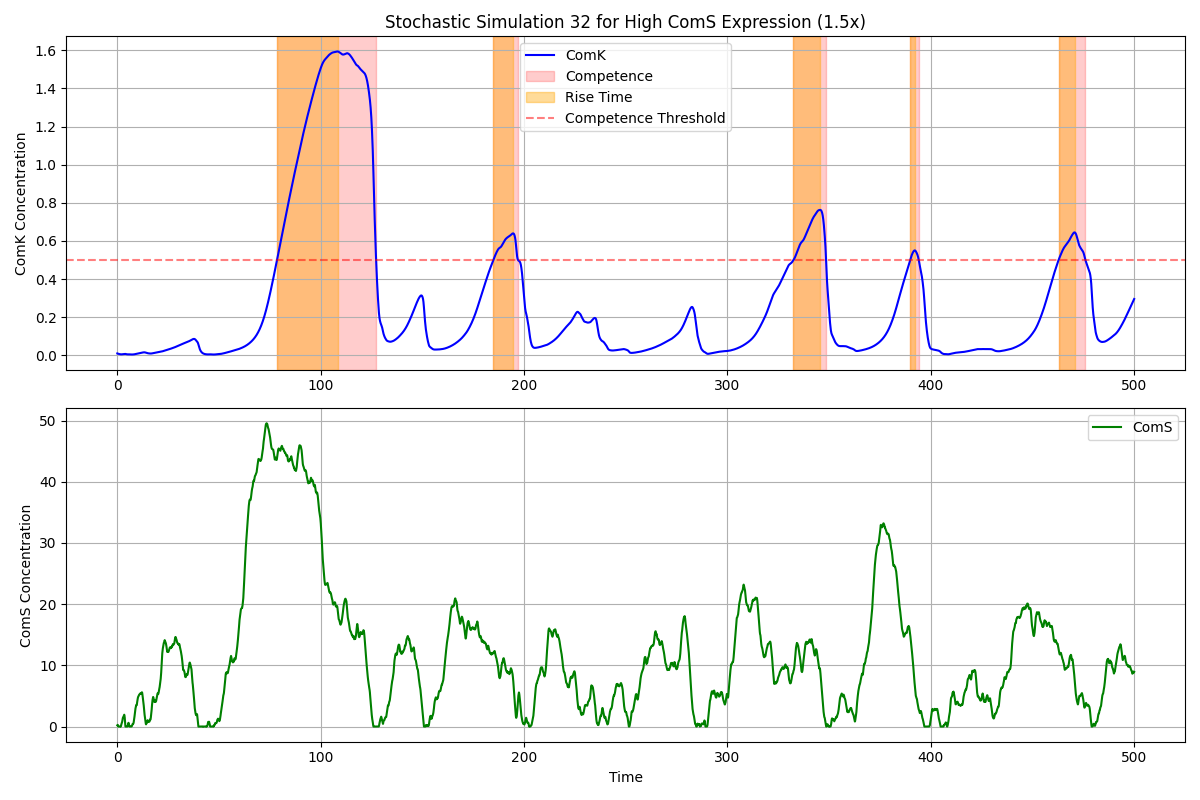 Stochastic Simulation 32 for High ComS Expression (1.5x)
ComK
Competence
Rise Time
Competence Threshold
ComK Concentration
1.6
1.4
1.2
1.0
0.8
0.6
0.4
0.2
0.0
0 100 200 300 400 500
ComS
ComS Concentration
50
40
30
20
10
0
0 100 200 300 400 500
Time